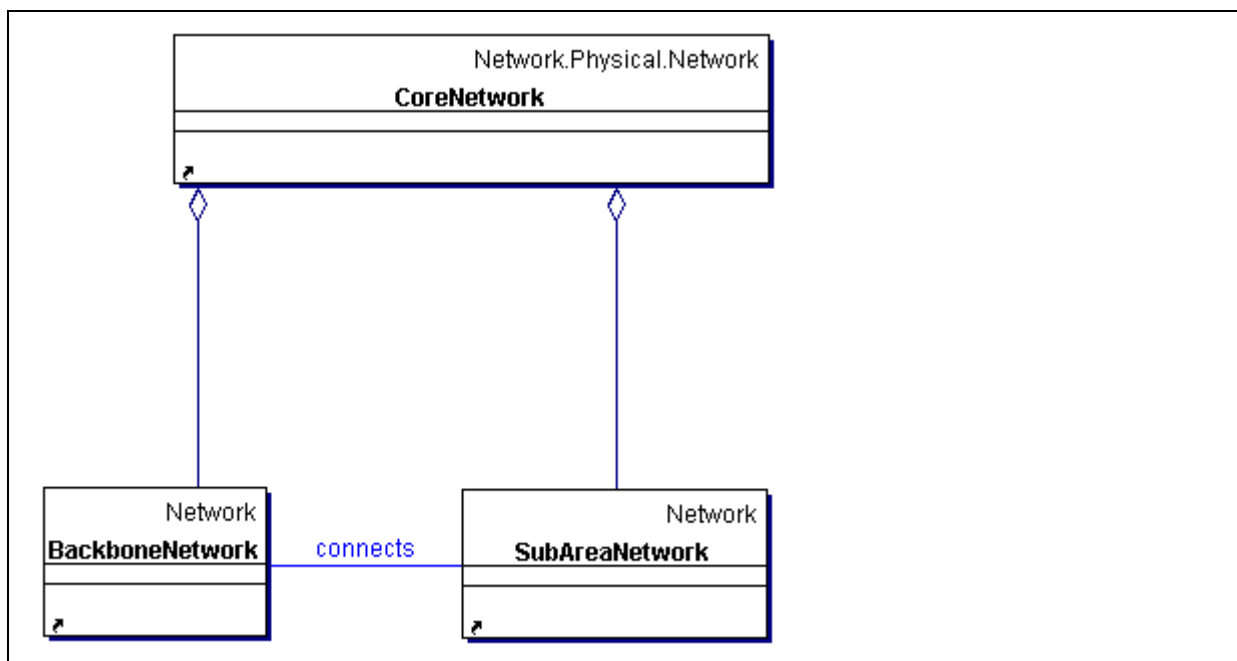 Network.Physical.Network
CoreNetwork
Network
BackboneNetwork
connects
Network
SubAreaNetwork